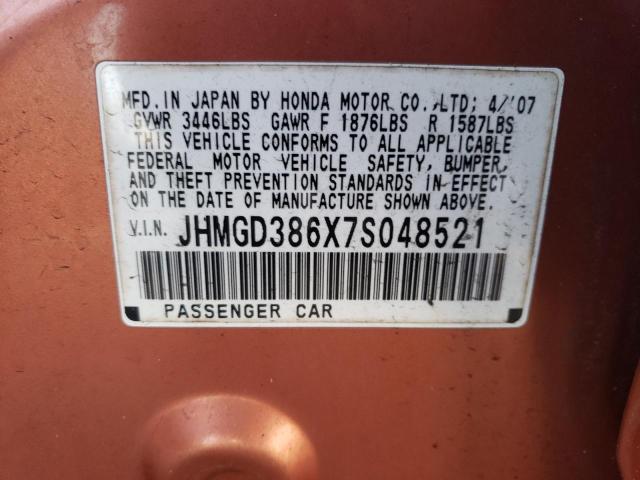 MFD. IN JAPAN BY HONDA MOTOR CO., LTD; 4/'07
GVWR 3446LBS GAWR F 1876LBS R 1587LBS
THIS VEHICLE CONFORMS TO ALL APPLICABLE
FEDERAL MOTOR VEHICLE SAFETY, BUMPER,
AND THEFT PREVENTION STANDARDS IN EFFECT
ON THE DATE OF MANUFACTURE SHOWN ABOVE.
V.I.N. JHMGD386X7S048521
PASSENGER CAR